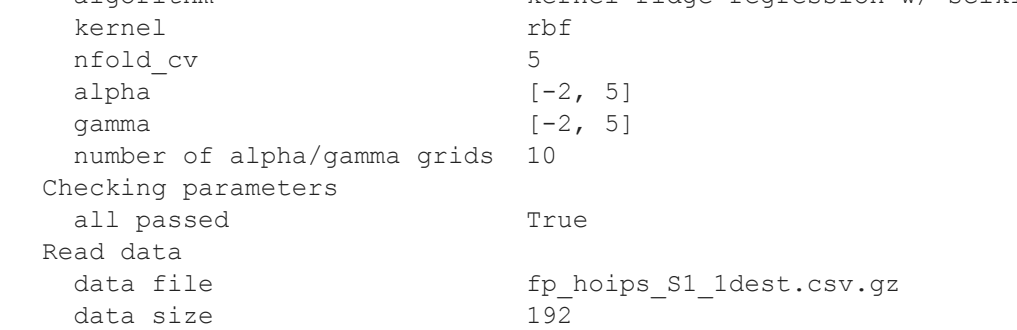 kernel rbf
nfold_cv 5
alpha [-2, 5]
gamma [-2, 5]
number of alpha/gamma grids 10
Checking parameters
all passed True
Read data
data file fp_hoips_S1_1dest.csv.gz
data size 192